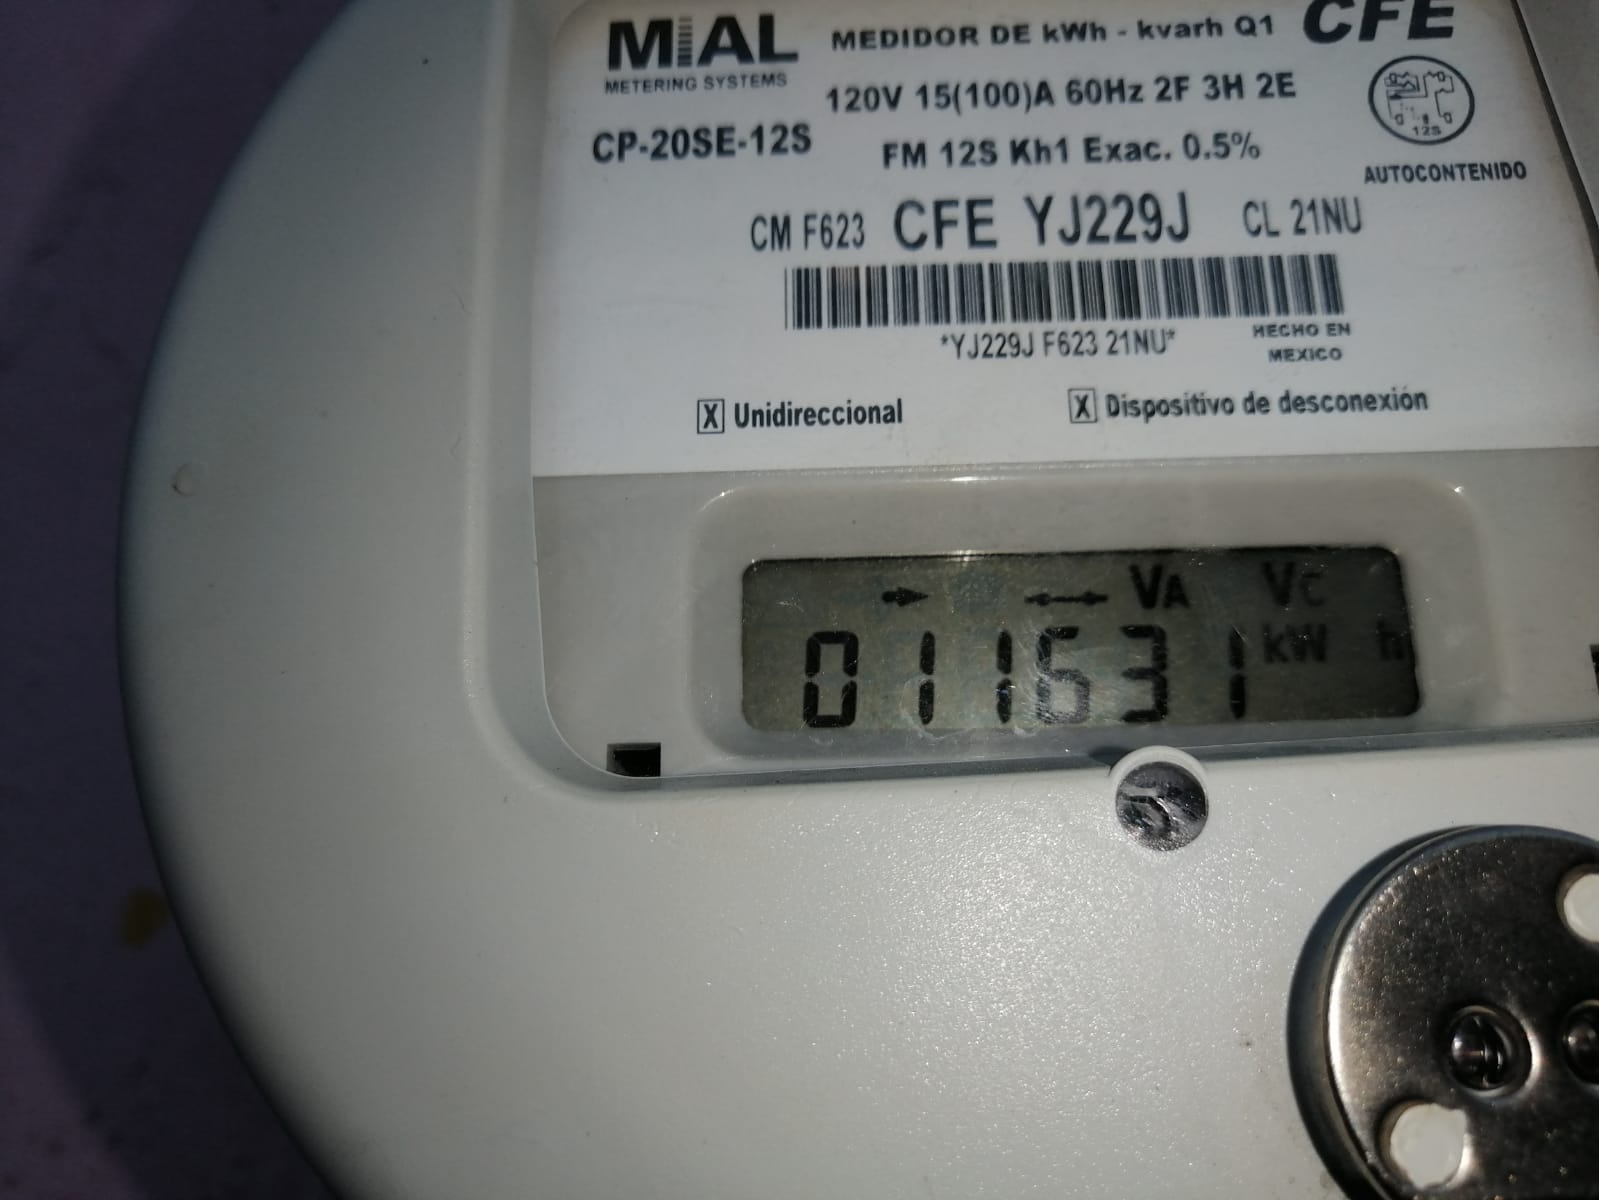 MIAL MEDIDOR DE kWh - kvarh Q1 CFE
METERING SYSTEMS
120V 15(100)A 60Hz 2F 3H 2E
CP-20SE-12S FM 12S Kh1 Exac. 0.5%
12S
AUTOCONTENIDO
CM F623 CFE YJ229J CL 21NU
*YJ229J F623 21NU*
HECHO EN
MEXICO
X Unidireccional X Dispositivo de desconexión
VA VC
011631 kW h